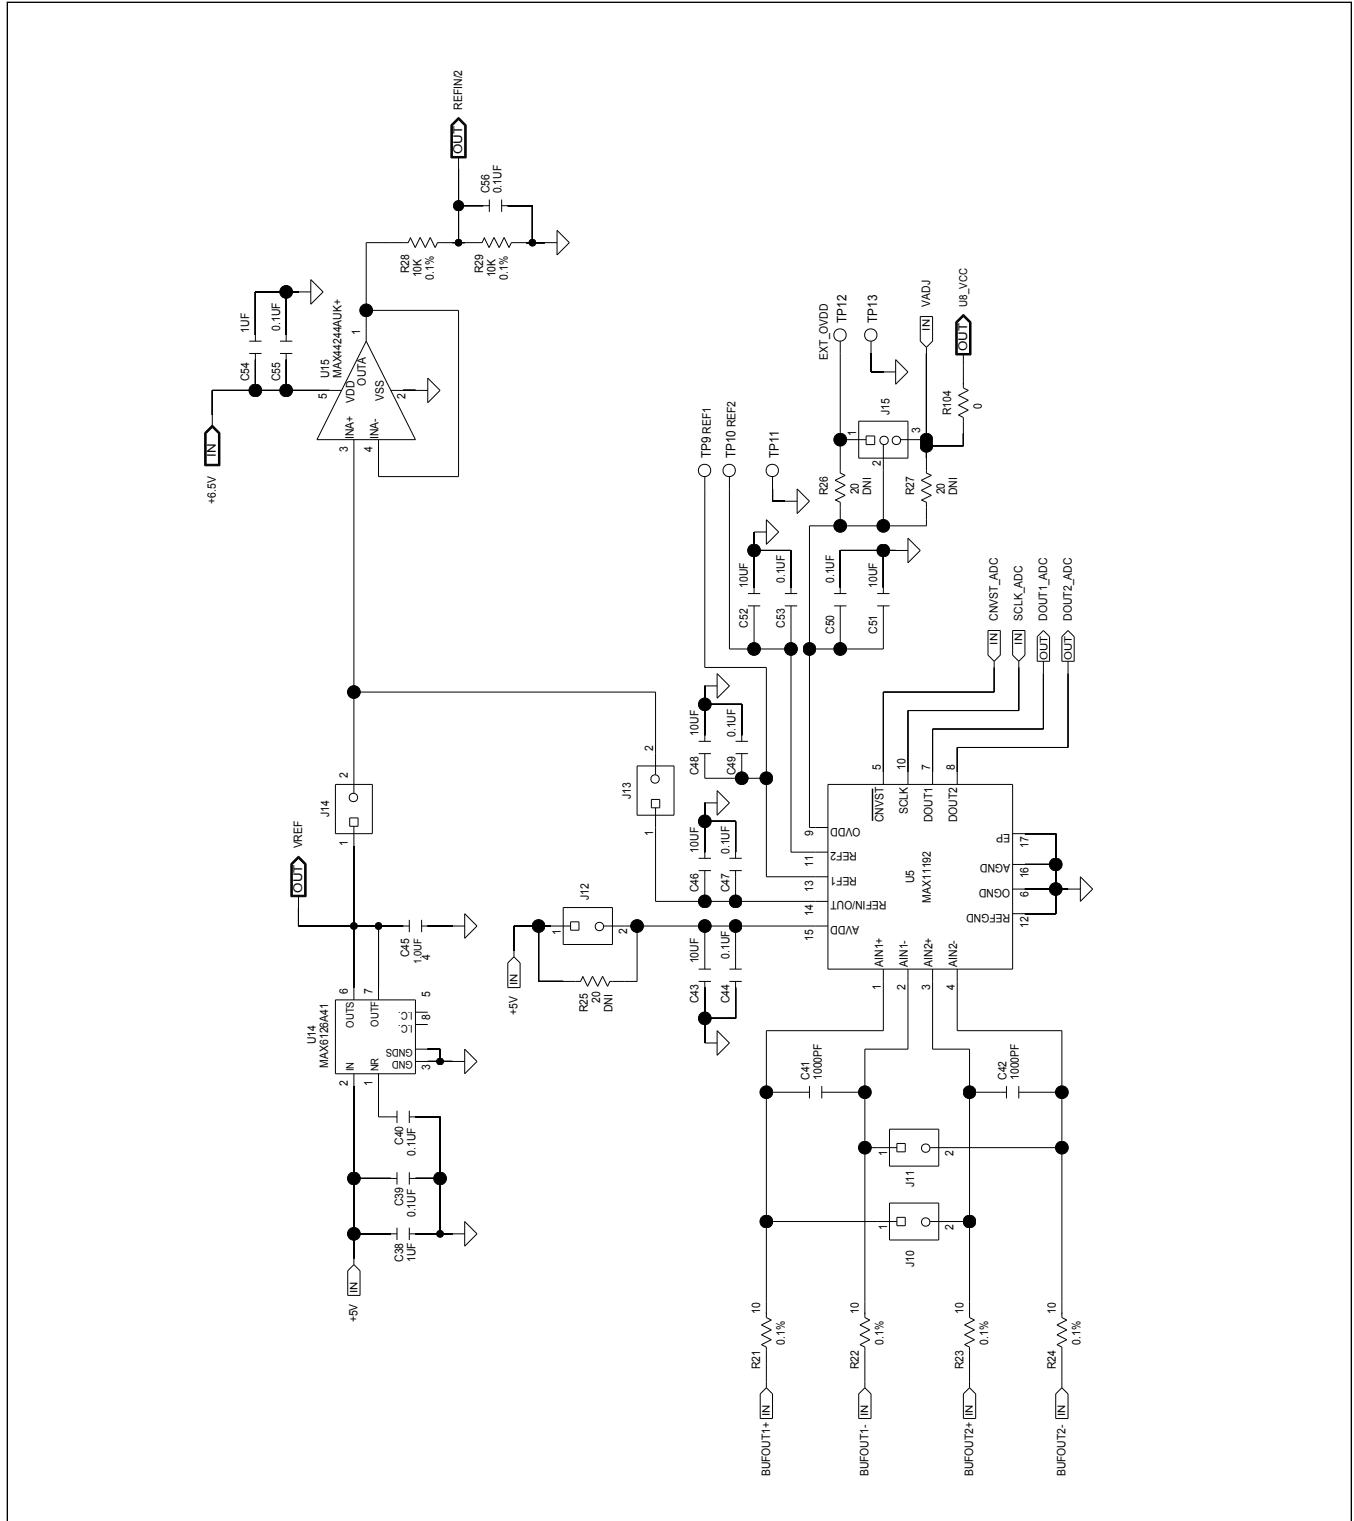 +5V
IN
C38
1UF
C39
0.1UF
C40
0.1UF
U14
MAX6126A41
2
IN
1
NR
OUTS
6
OUTF
7
I.C.
8
I.C.
5
GNDS
GND
3
4
C45
1.0UF
OUT
VREF
J14
1
2
+6.5V
IN
C54
1UF
C55
0.1UF
U15
MAX44244AUK+
5
VDD
OUTA
1
VSS
2
3
INA+
4
INA-
R28
10K
0.1%
R29
10K
0.1%
C56
0.1UF
OUT
REFIN/2
J13
1
2
+5V
IN
J12
1
2
R25
20
DNI
C43
10UF
C44
0.1UF
C46
10UF
C47
0.1UF
C48
10UF
C49
0.1UF
C52
10UF
C53
0.1UF
C50
0.1UF
C51
10UF
TP9 REF1
TP10 REF2
TP11
EXT_OVDD
TP12
TP13
J15
1
2
3
R26
20
DNI
R27
20
DNI
IN
VADJ
R104
0
OUT
U8_VCC
U5
MAX11192
15
AVDD
14
REFIN/OUT
13
REF1
11
REF2
9
OVDD
AIN1+
1
AIN1-
2
AIN2+
3
AIN2-
4
CNVST
5
SCLK
10
DOUT1
7
DOUT2
8
REFGND
12
OGND
6
AGND
16
EP
17
IN
CNVST_ADC
IN
SCLK_ADC
OUT
DOUT1_ADC
OUT
DOUT2_ADC
C41
1000PF
C42
1000PF
J11
1
2
J10
1
2
BUFOUT1+
IN
R21
10
0.1%
BUFOUT1-
IN
R22
10
0.1%
BUFOUT2+
IN
R23
10
0.1%
BUFOUT2-
IN
R24
10
0.1%